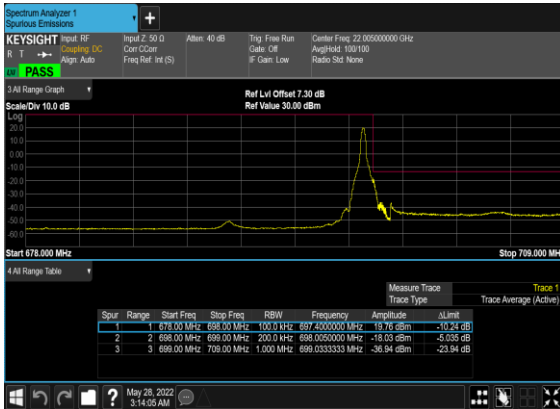 Spectrum Analyzer 1
Spurious Emissions
+
KEYSIGHT Input: RF Input Z: 50 Ω Atten: 40 dB Trig: Free Run Center Freq: 22.005000000 GHz
R T Coupling: DC Corr CCorr Gate: Off Avg|Hold: 100/100
Align: Auto Freq Ref: Int (S) IF Gain: Low Radio Std: None
PASS
3 All Range Graph
Scale/Div 10.0 dB Ref Lvl Offset 7.30 dB
Ref Value 30.00 dBm
Log
20.0
10.0
0.00
-10.0
-20.0
-30.0
-40.0
-50.0
-60.0
Start 678.000 MHz Stop 709.000 MH
4 All Range Table
Measure Trace Trace 1
Trace Type Trace Average (Active)
Spur Range Start Freq Stop Freq RBW Frequency Amplitude ΔLimit
1 1 678.00 MHz 698.00 MHz 100.0 kHz 697.4000000 MHz 19.76 dBm -10.24 dB
2 2 698.00 MHz 699.00 MHz 200.0 kHz 698.0050000 MHz -18.03 dBm -5.035 dB
3 3 699.00 MHz 709.00 MHz 1.000 MHz 699.0333333 MHz -36.94 dBm -23.94 dB
? May 28, 2022
3:14:05 AM